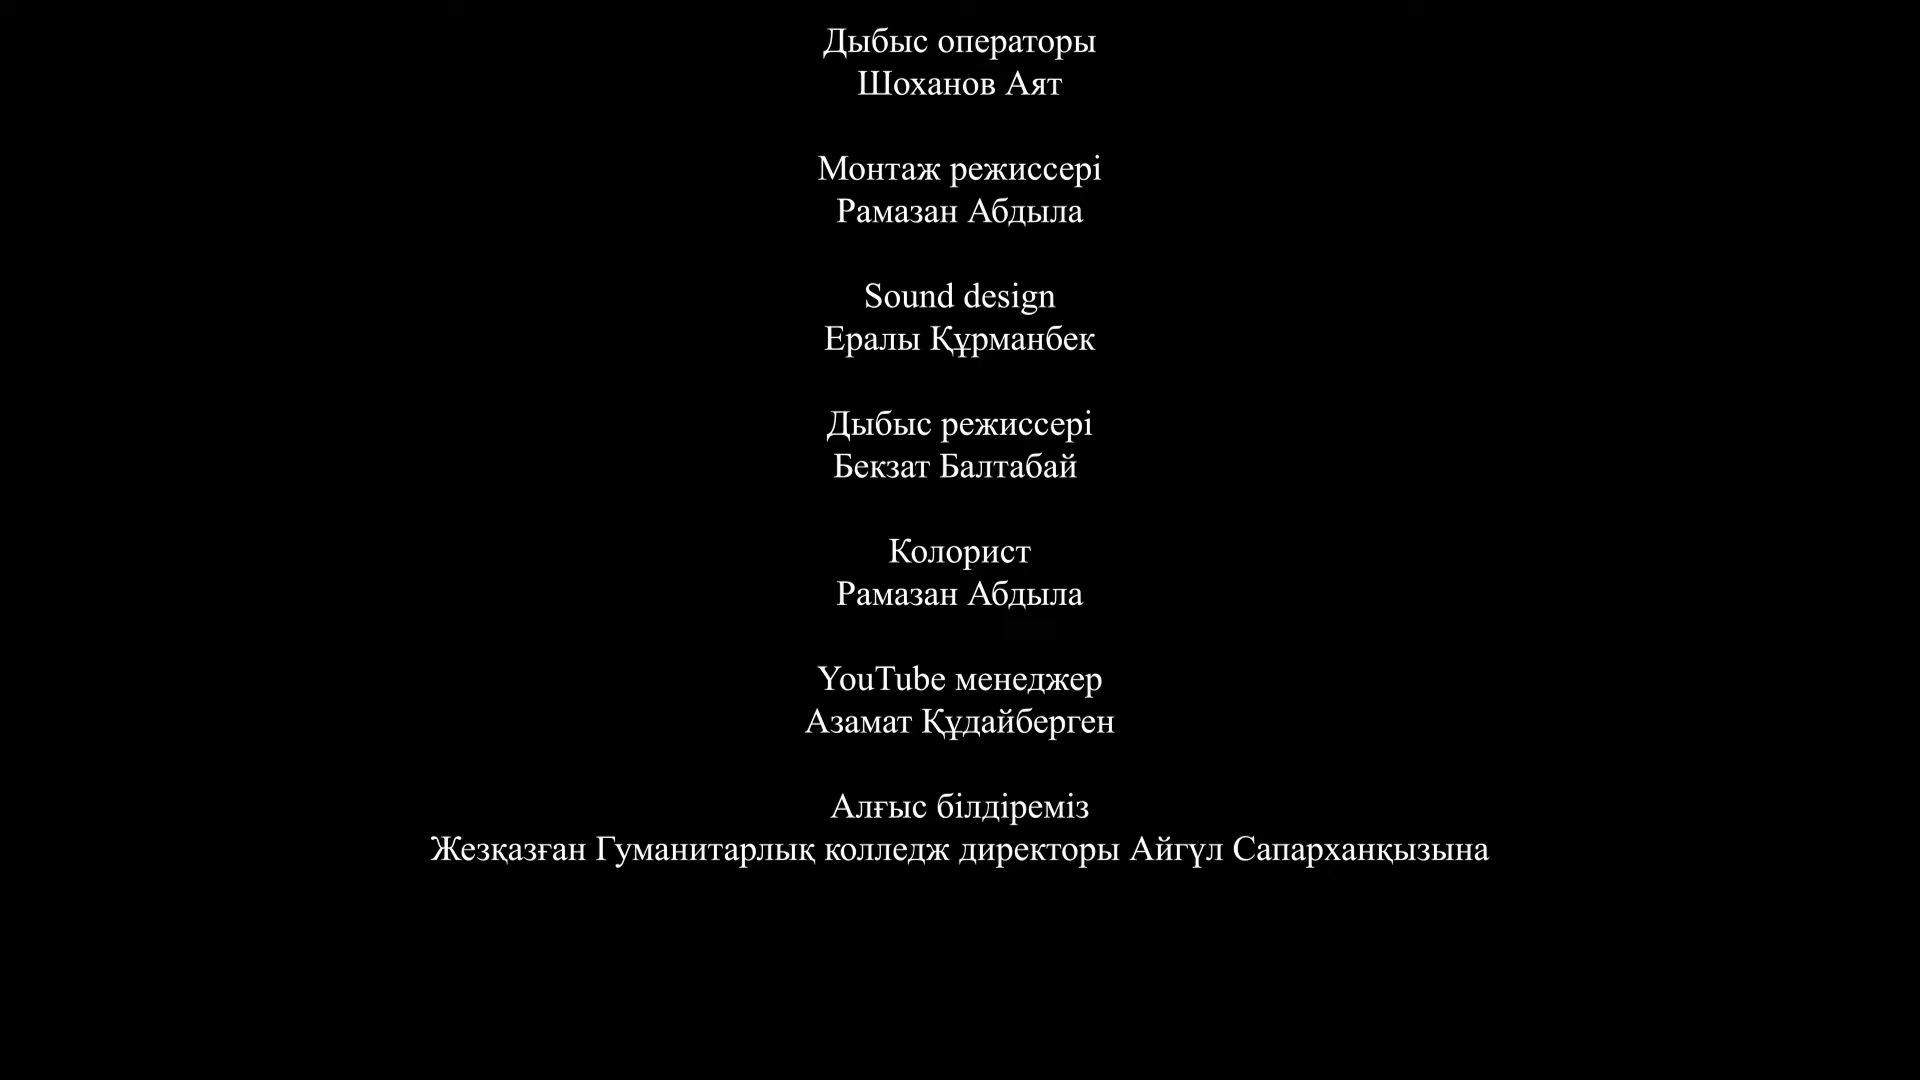 Дыбыс операторы
Шоханов Аят
Монтаж режиссері
Рамазан Абдыла
Sound design
Ералы Құрманбек
Дыбыс режиссері
Бекзат Балтабай
Колорист
Рамазан Абдыла
YouTube менеджер
Азамат Құдайберген
Алғыс білдіреміз
Жезқазған Гуманитарлық колледж директоры Айгүл Сапарханқызына